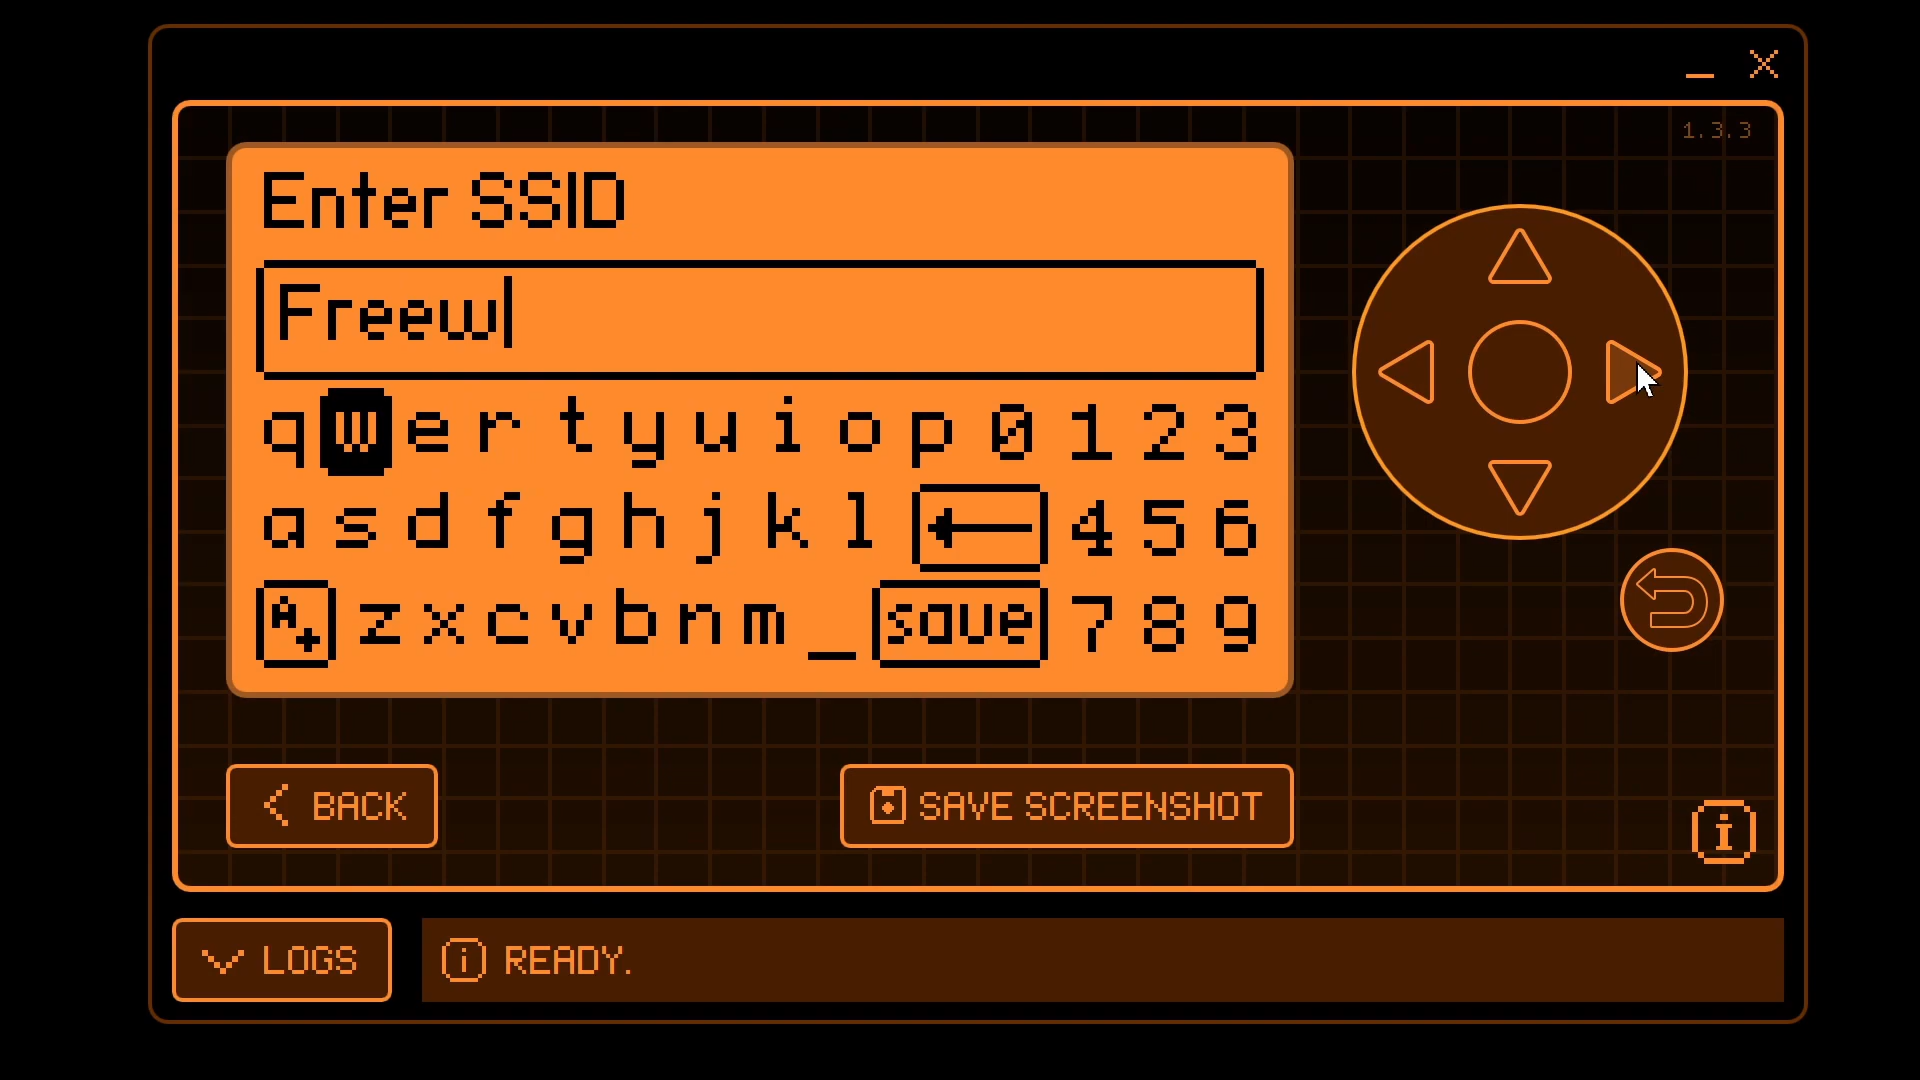 1.3.3
Enter SSID
Freew
q w e r t y u i o p 0 1 2 3
a s d f g h j k l 4 5 6
A+ z x c v b n m _ save 7 8 9
BACK
SAVE SCREENSHOT
i
LOGS
i READY.